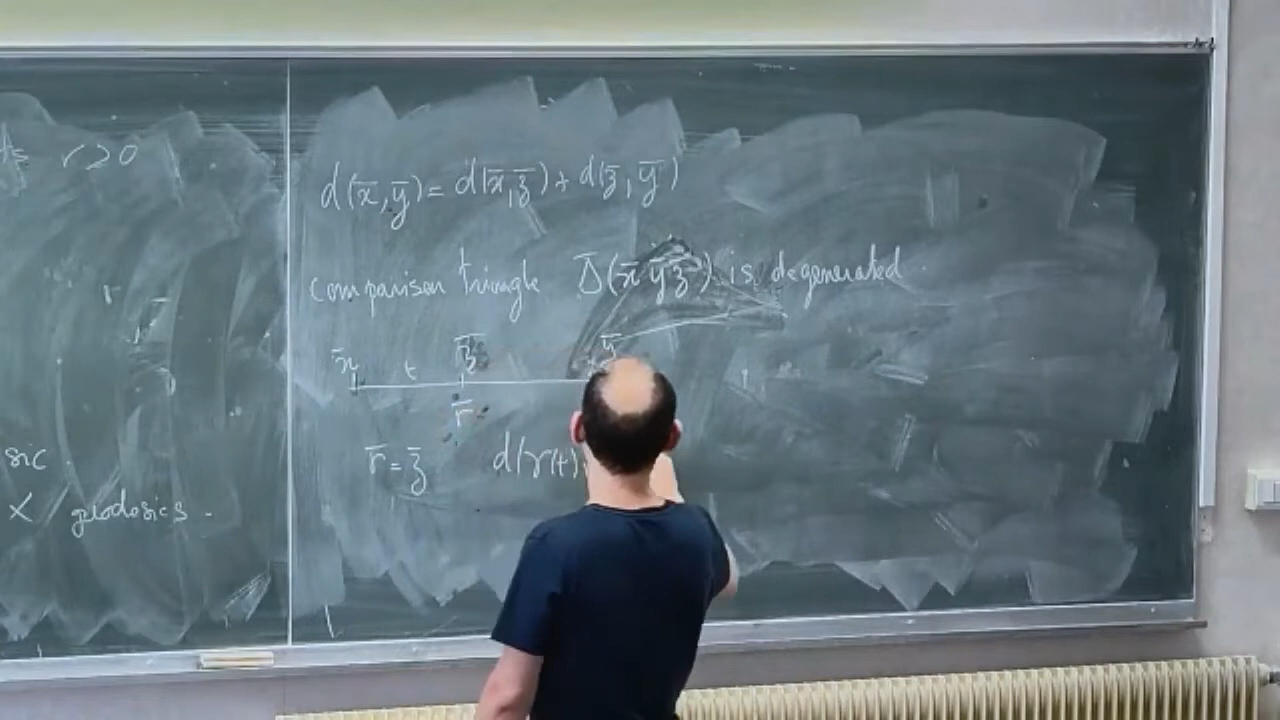 r>0
sic
X geodesics.
d(x̄,ȳ)= d(x̄,z̄)+ d(z̄,ȳ)
comparison triangle Δ̄(x̄ ȳ z̄) is degenerated.
x̄ t z̄ ȳ
r̄
r̄=z̄ d(γ(t),